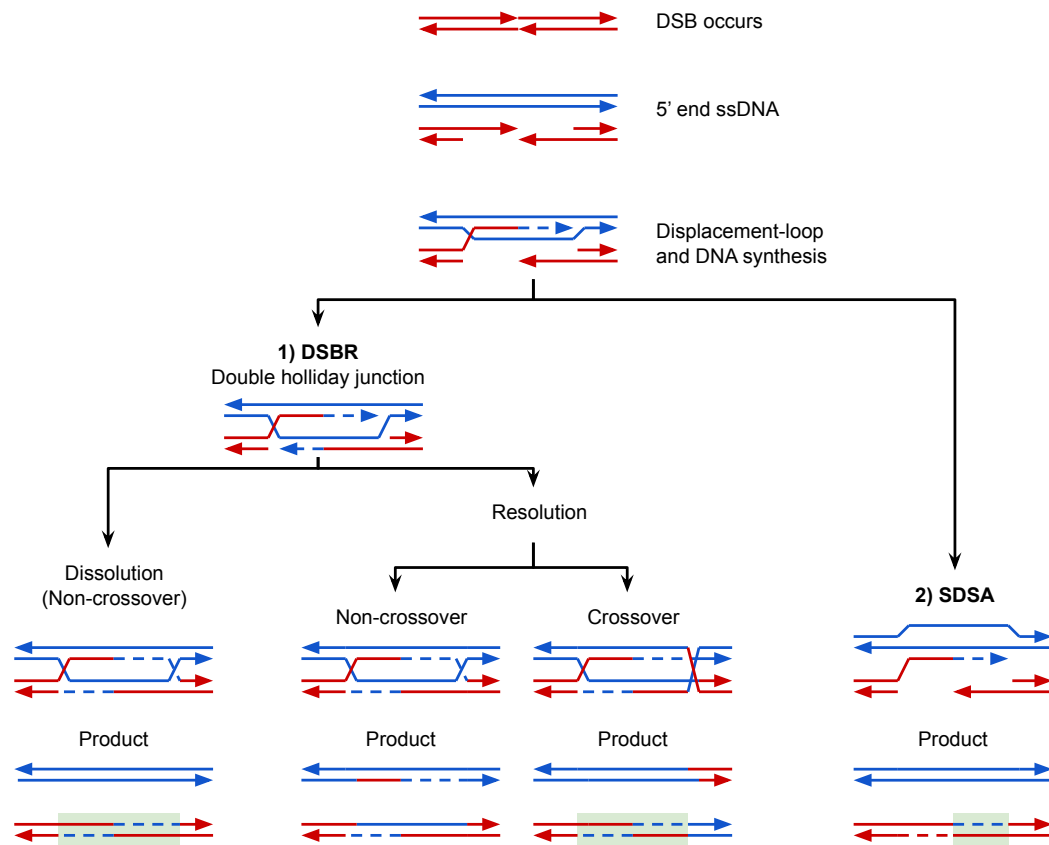 DSB occurs
5’ end ssDNA
Displacement-loop
and DNA synthesis
1) DSBR
Double holliday junction
Resolution
Dissolution
(Non-crossover)
Non-crossover
Crossover
2) SDSA
Product
Product
Product
Product